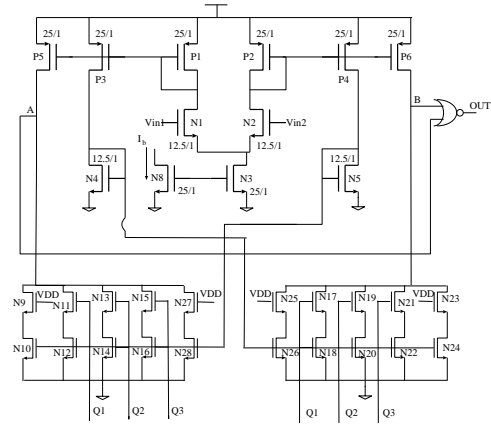 25/1 25/1 25/1 25/1 25/1 25/1
P5 P3 P1 P2 P4 P6
A B
OUT
Vin1 N1 N2 Vin2
I_b
12.5/1 12.5/1 12.5/1 12.5/1
N4 N8 N3 N5
25/1 25/1
N9 VDD N11 N13 N15 N27 VDD VDD N25 N17 N19 N21 VDD N23
N10 N12 N14 N16 N28 N26 N18 N20 N22 N24
Q1 Q2 Q3 Q1 Q2 Q3